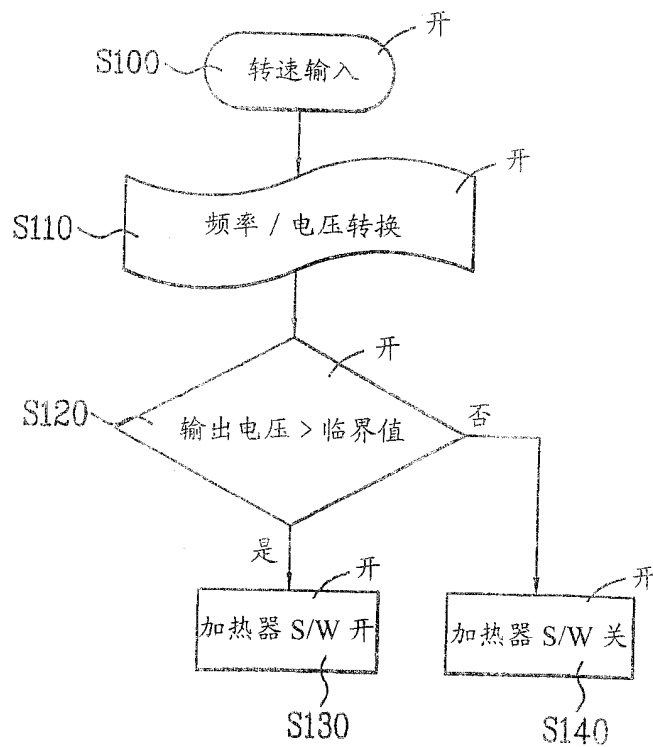 开
S100
转速输入
开
S110
频率 / 电压转换
开
S120
输出电压 > 临界值
否
是
开
加热器 S/W 开
S130
开
加热器 S/W 关
S140